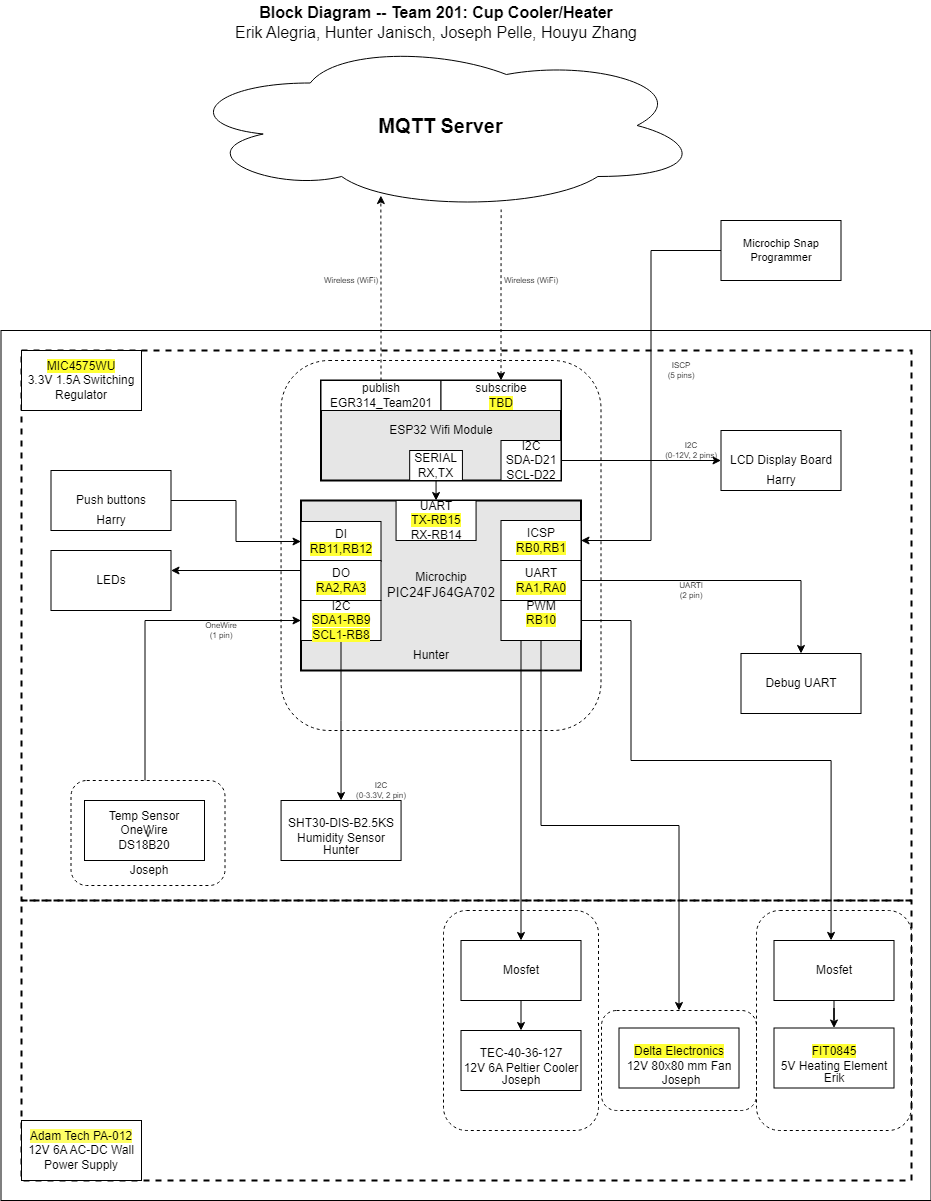 Block Diagram -- Team 201: Cup Cooler/Heater
Erik Alegria, Hunter Janisch, Joseph Pelle, Houyu Zhang
MQTT Server
Microchip Snap
Programmer
Wireless (WiFi)
Wireless (WiFi)
MIC4575WU
3.3V 1.5A Switching
Regulator
ISCP
(5 pins)
publish
EGR314_Team201
subscribe
TBD
ESP32 Wifi Module
SERIAL
RX,TX
I2C
SDA-D21
SCL-D22
I2C
(0-12V, 2 pins)
LCD Display Board
Harry
Push buttons
Harry
LEDs
UART
TX-RB15
RX-RB14
DI
RB11,RB12
DO
RA2,RA3
I2C
SDA1-RB9
SCL1-RB8
Microchip
PIC24FJ64GA702
Hunter
ICSP
RB0,RB1
UART
RA1,RA0
PWM
RB10
UARTI
(2 pin)
OneWire
(1 pin)
Debug UART
Temp Sensor
OneWire
DS18B20
Joseph
I2C
(0-3.3V, 2 pin)
SHT30-DIS-B2.5KS
Humidity Sensor
Hunter
Mosfet
TEC-40-36-127
12V 6A Peltier Cooler
Joseph
Delta Electronics
12V 80x80 mm Fan
Joseph
Mosfet
FIT0845
5V Heating Element
Erik
Adam Tech PA-012
12V 6A AC-DC Wall
Power Supply